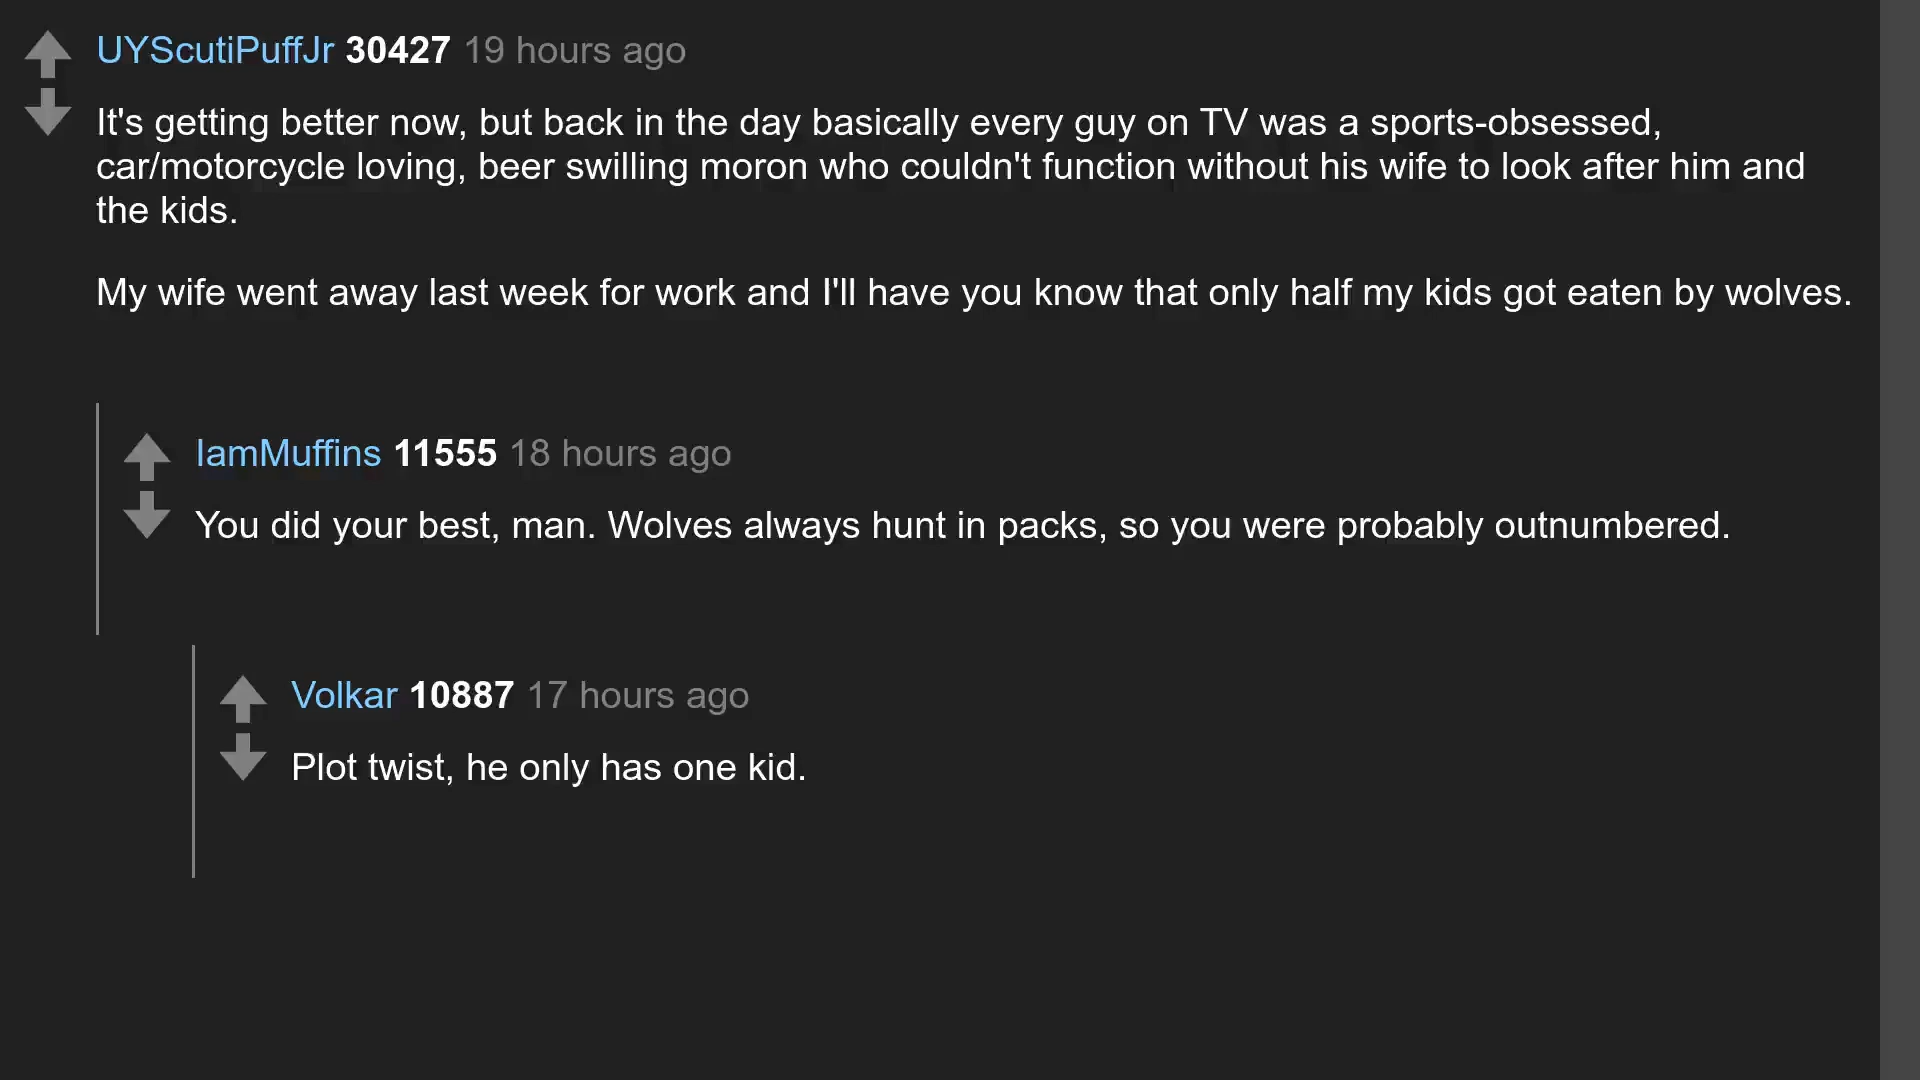 UYScutiPuffJr 30427 19 hours ago
It's getting better now, but back in the day basically every guy on TV was a sports-obsessed,
car/motorcycle loving, beer swilling moron who couldn't function without his wife to look after him and
the kids.
My wife went away last week for work and I'll have you know that only half my kids got eaten by wolves.
IamMuffins 11555 18 hours ago
You did your best, man. Wolves always hunt in packs, so you were probably outnumbered.
Volkar 10887 17 hours ago
Plot twist, he only has one kid.